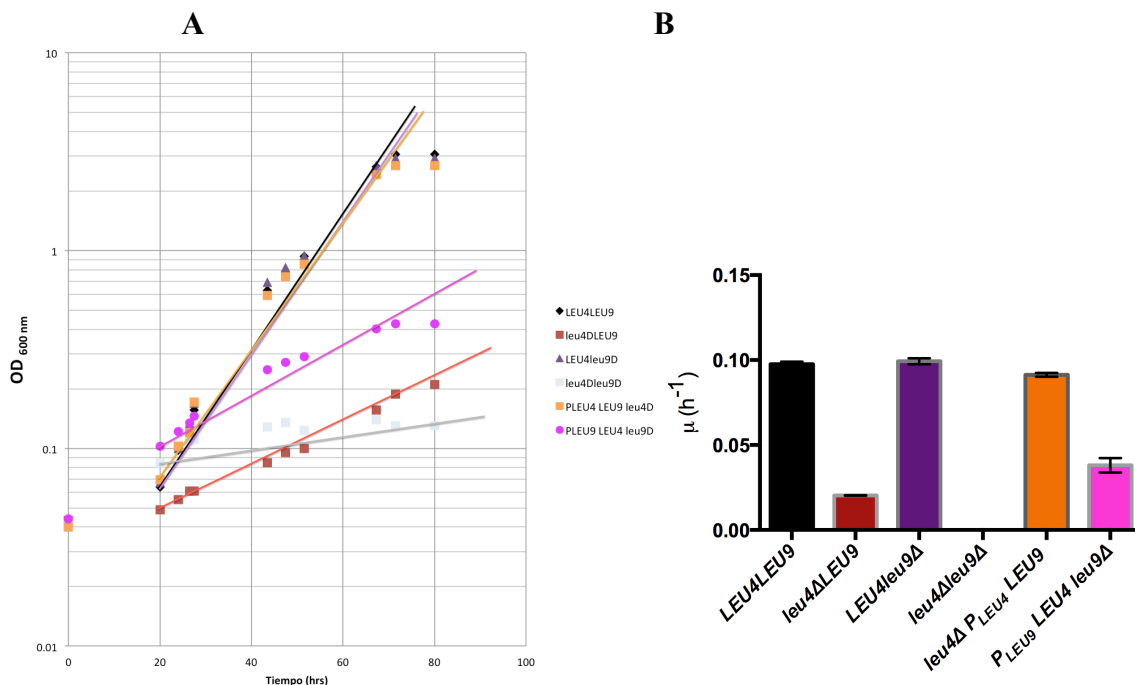 A
B
10
1
0.1
0.01
OD 600 nm
0
20
40
60
80
100
Tiempo (hrs)
LEU4LEU9
leu4DLEU9
LEU4leu9D
leu4Dleu9D
PLEU4 LEU9 leu4D
PLEU9 LEU4 leu9D
0.15
0.10
0.05
0.00
μ (h⁻¹)
LEU4LEU9
leu4ΔLEU9
LEU4leu9Δ
leu4Δleu9Δ
leu4Δ PLEU4 LEU9
PLEU9 LEU4 leu9Δ